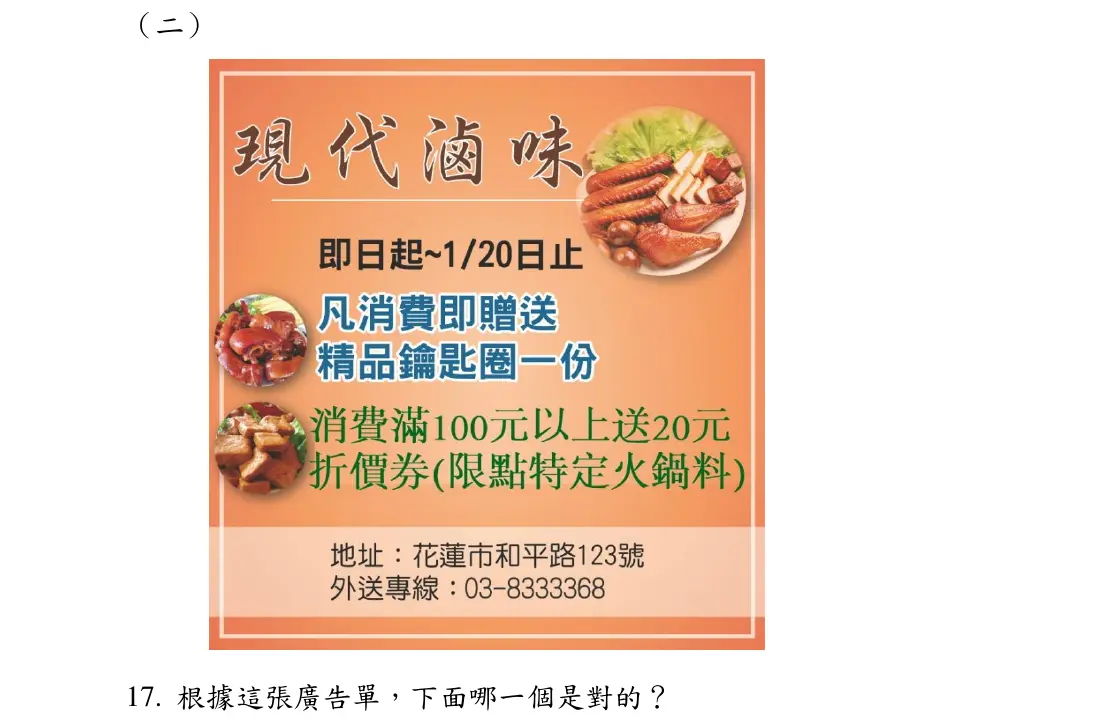 （二）
現代滷味
即日起~1/20日止
凡消費即贈送
精品鑰匙圈一份
消費滿100元以上送20元
折價券(限點特定火鍋料)
地址：花蓮市和平路123號
外送專線：03-8333368
17. 根據這張廣告單，下面哪一個是對的？